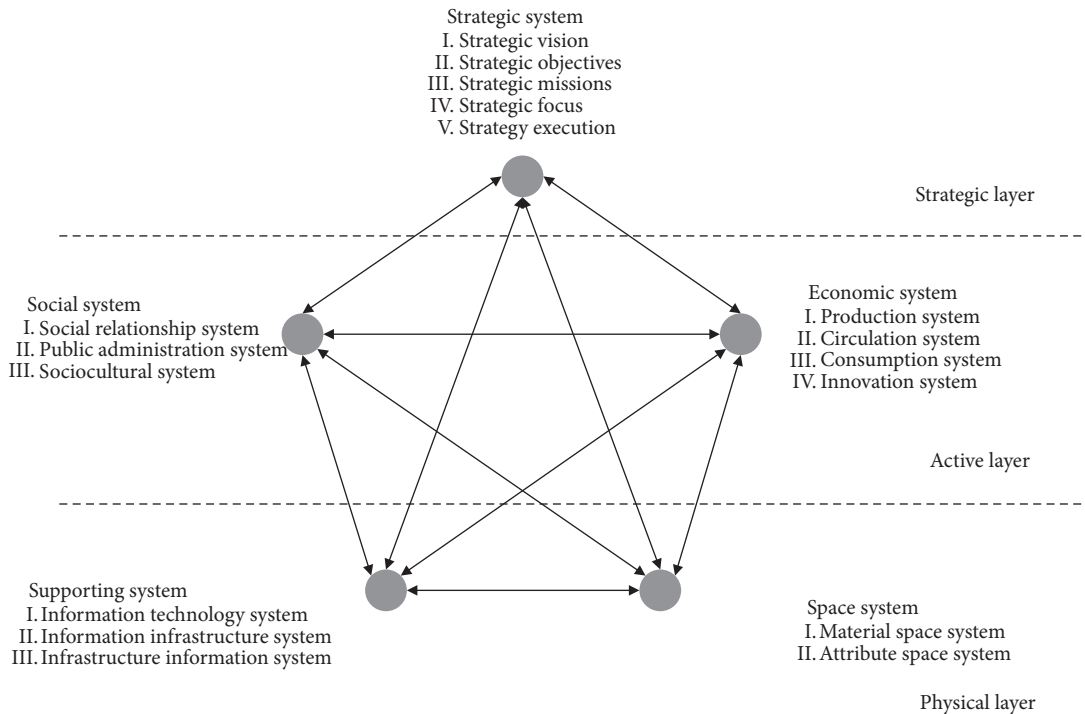 Strategic system
I. Strategic vision
II. Strategic objectives
III. Strategic missions
IV. Strategic focus
V. Strategy execution
Strategic layer
Social system
I. Social relationship system
II. Public administration system
III. Sociocultural system
Economic system
I. Production system
II. Circulation system
III. Consumption system
IV. Innovation system
Active layer
Supporting system
I. Information technology system
II. Information infrastructure system
III. Infrastructure information system
Space system
I. Material space system
II. Attribute space system
Physical layer